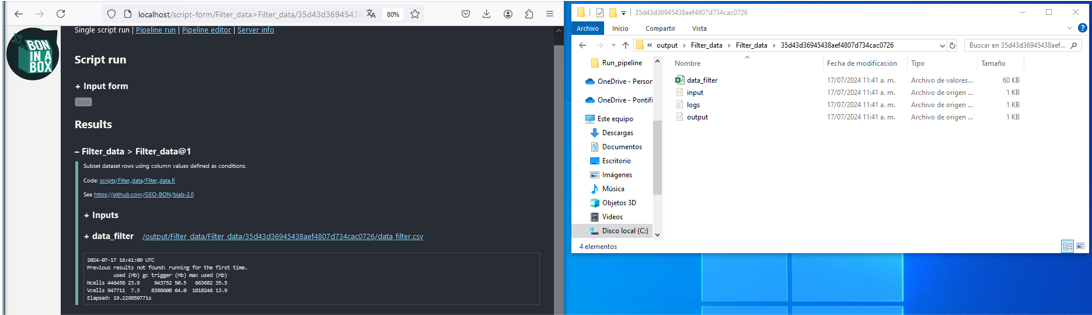 localhost/script-form/Filter_data>Filter_data/35d43d36945438
80%
BON
IN A
BOX
Single script run | Pipeline run | Pipeline editor | Server info
Script run
+ Input form
Results
– Filter_data > Filter_data@1
Subset dataset rows using column values defined as conditions.
Code: scripts/Filter_data/Filter_data.R
See https://github.com/GEO-BON/biab-2.0
+ Inputs
+ data_filter /output/Filter_data/Filter_data/35d43d36945438aef4807d734cac0726/data_filter.csv
2024-07-17 16:41:09 UTC
Previous results not found: running for the first time.
used (Mb) gc trigger (Mb) max used (Mb)
Ncells 446458 23.9 943752 50.5 663682 35.5
Vcells 947711 7.3 8388608 64.0 1818246 13.9
Elapsed: 19.229859771s
35d43d36945438aef4807d734cac0726
Archivo Inicio Compartir Vista
« output > Filter_data > Filter_data > 35d43d36945438aef4807d734cac0726
Buscar en 35d43d36945438aef...
Run_pipeline
OneDrive - Person
OneDrive - Pontifi
Este equipo
Descargas
Documentos
Escritorio
Imágenes
Música
Objetos 3D
Videos
Disco local (C:)
Nombre Fecha de modificación Tipo Tamaño
data_filter 17/07/2024 11:41 a. m. Archivo de valores... 60 KB
input 17/07/2024 11:41 a. m. Archivo de origen ... 1 KB
logs 17/07/2024 11:41 a. m. Archivo de origen ... 1 KB
output 17/07/2024 11:41 a. m. Archivo de origen ... 1 KB
4 elementos